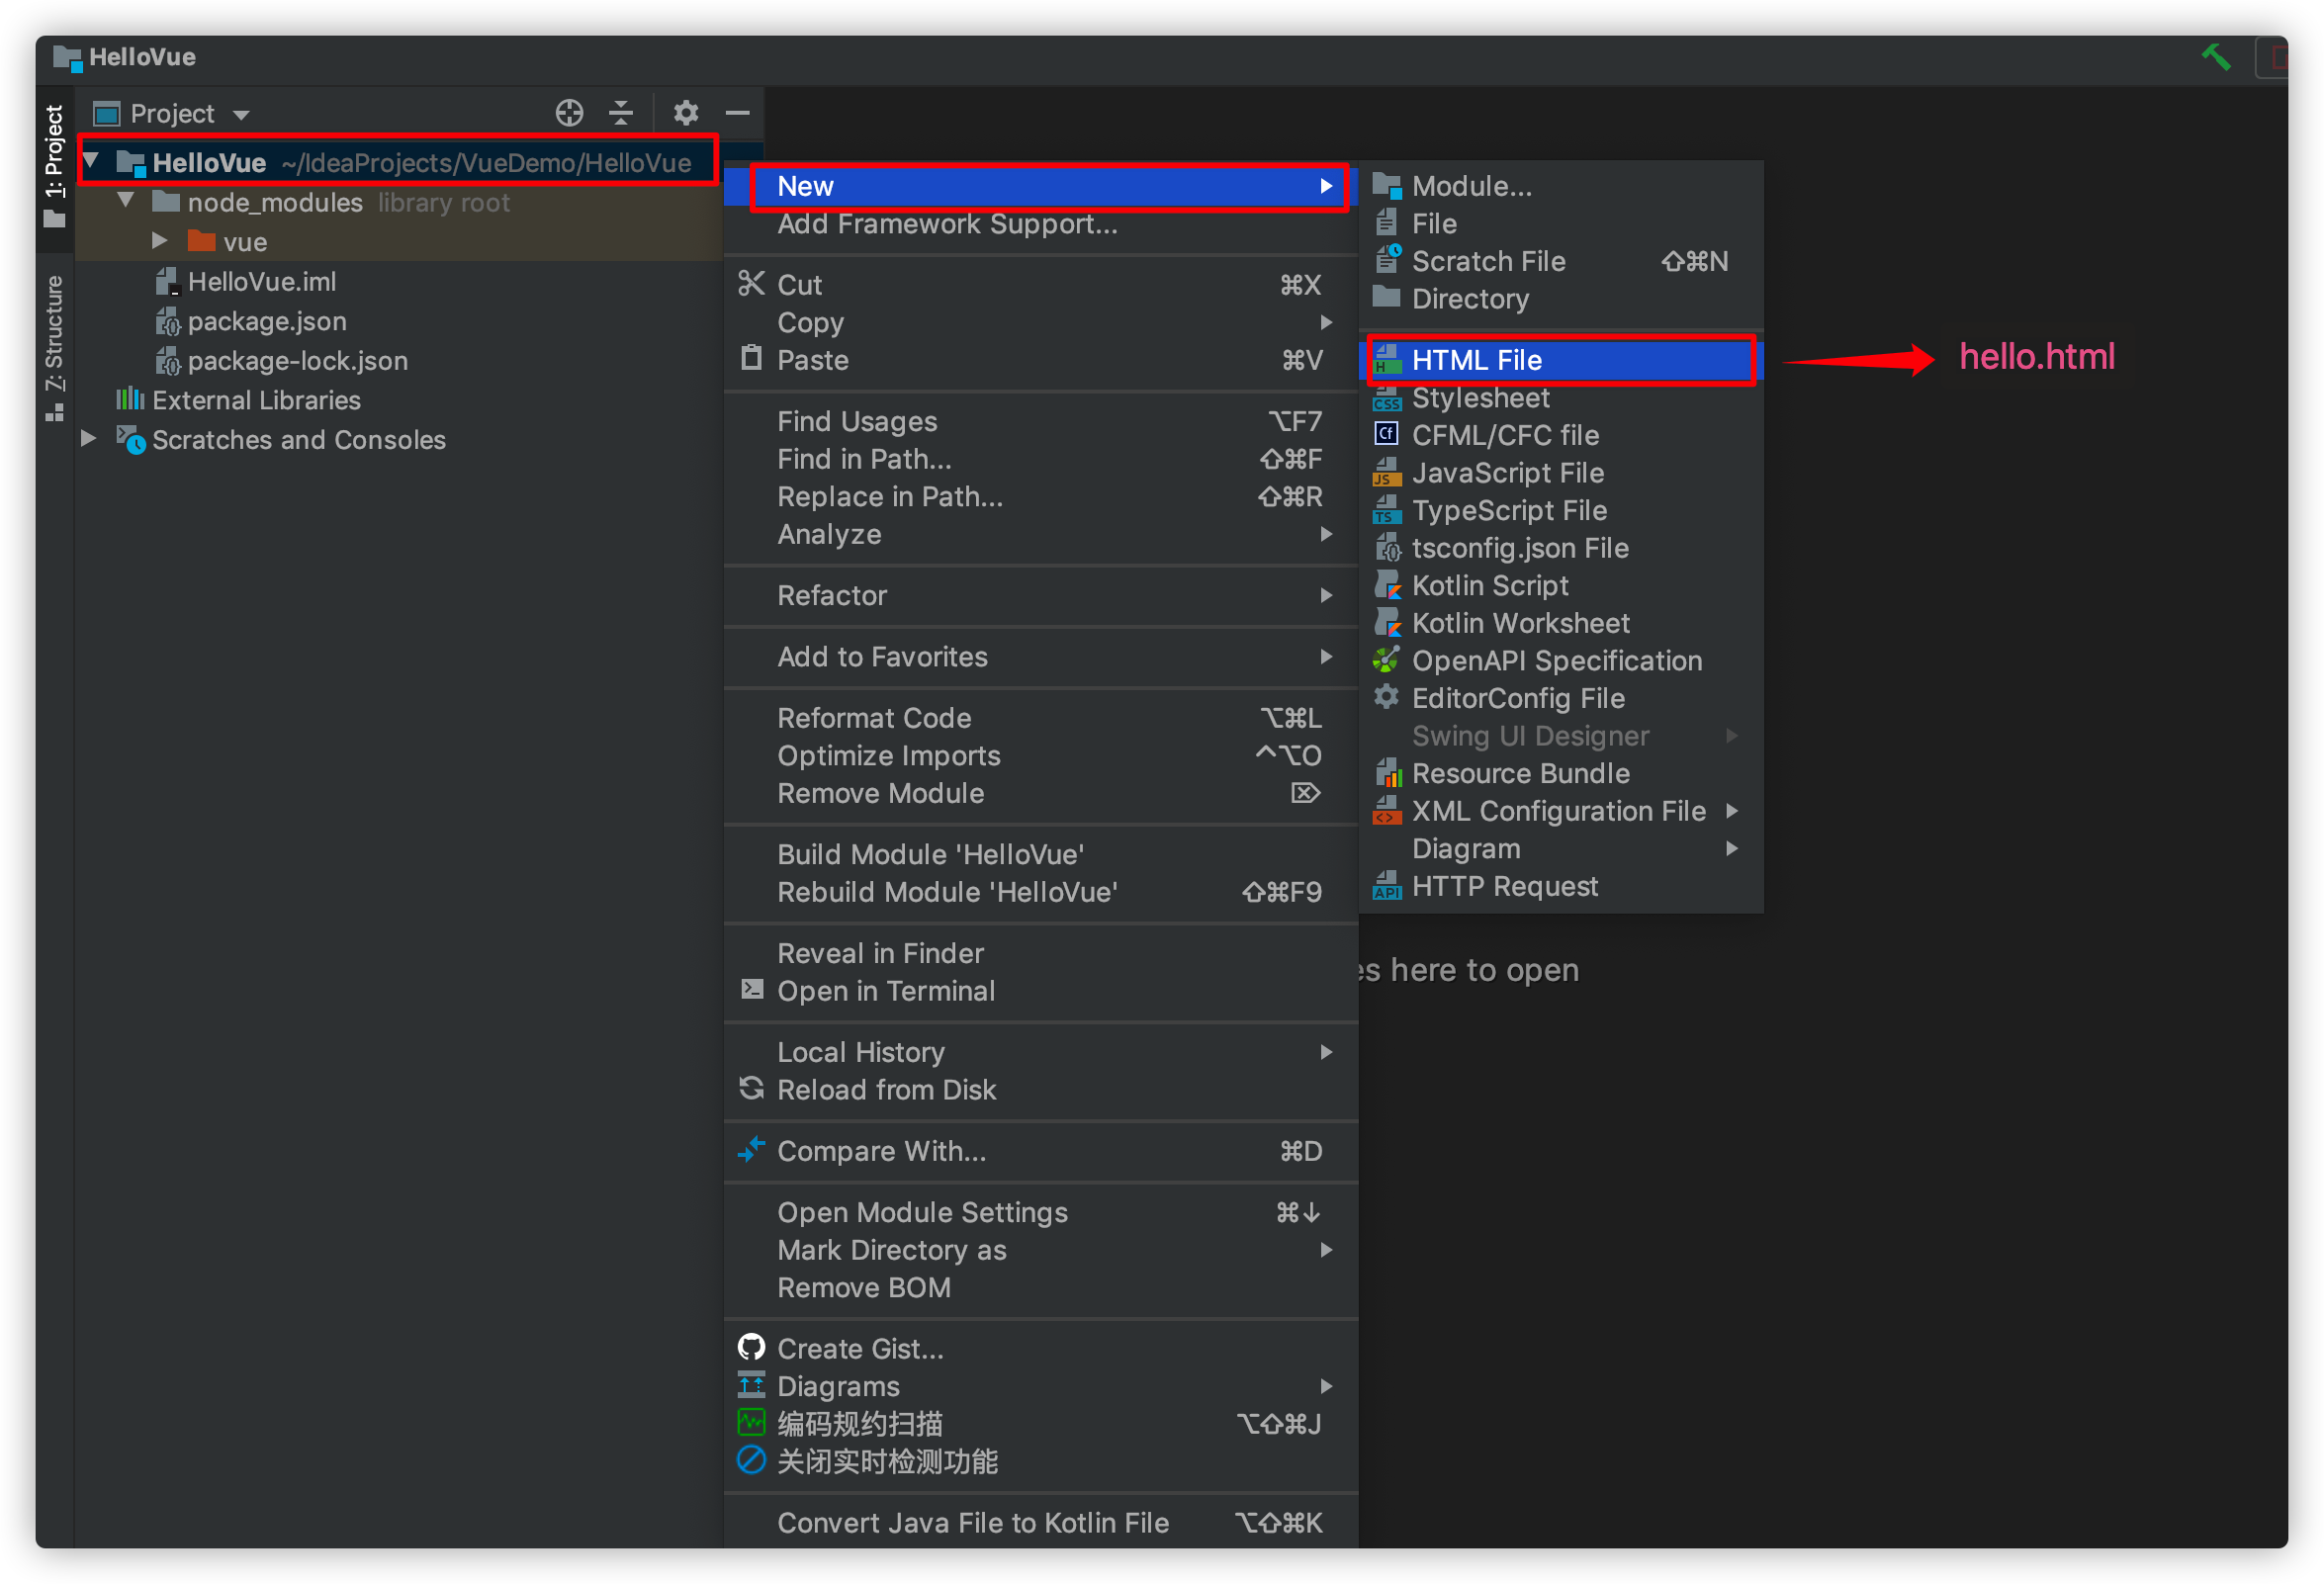 HelloVue
1: Project
Z: Structure
Project
HelloVue ~/IdeaProjects/VueDemo/HelloVue
node_modules library root
vue
HelloVue.iml
package.json
package-lock.json
External Libraries
Scratches and Consoles
New
Add Framework Support...
Cut ⌘X
Copy
Paste ⌘V
Find Usages ⌥F7
Find in Path... ⇧⌘F
Replace in Path... ⇧⌘R
Analyze
Refactor
Add to Favorites
Reformat Code ⌥⌘L
Optimize Imports ^⌥O
Remove Module ⌦
Build Module 'HelloVue'
Rebuild Module 'HelloVue' ⇧⌘F9
Reveal in Finder
Open in Terminal
Local History
Reload from Disk
Compare With... ⌘D
Open Module Settings ⌘↓
Mark Directory as
Remove BOM
Create Gist...
Diagrams
编码规约扫描 ⌥⇧⌘J
关闭实时检测功能
Convert Java File to Kotlin File ⌥⇧⌘K
Module...
File
Scratch File ⇧⌘N
Directory
HTML File
Stylesheet
CFML/CFC file
JavaScript File
TypeScript File
tsconfig.json File
Kotlin Script
Kotlin Worksheet
OpenAPI Specification
EditorConfig File
Swing UI Designer
Resource Bundle
XML Configuration File
Diagram
HTTP Request
hello.html
es here to open